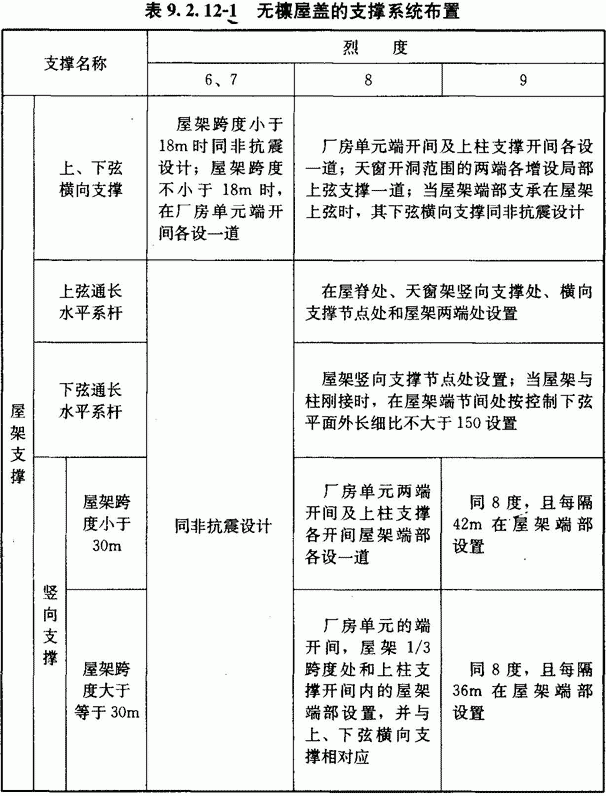 表 9. 2. 12-1 无檩屋盖的支撑系统布置
支撑名称
烈 度
6、7
8
9
屋架支撑
上、下弦
横向支撑
屋架跨度小于
18m时同非抗震
设计；屋架跨度
不小于 18m 时，
在厂房单元端开
间各设一道
厂房单元端开间及上柱支撑开间各设
一道；天窗开洞范围的两端各增设局部
上弦支撑一道；当屋架端部支承在屋架
上弦时，其下弦横向支撑同非抗震设计
上弦通长
水平系杆
同非抗震设计
在屋脊处、天窗架竖向支撑处、横向
支撑节点处和屋架两端处设置
下弦通长
水平系杆
屋架竖向支撑节点处设置；当屋架与
柱刚接时，在屋架端节间处按控制下弦
平面外长细比不大于150设置
竖向支撑
屋架跨
度小于
30m
厂房单元两端
开间及上柱支撑
各开间屋架端部
各设一道
同8度，且每隔
42m 在屋架端部
设置
屋架跨
度大于
等于30m
厂房单元的端
开间，屋架 1/3
跨度处和上柱支
撑开间内的屋架
端部设置，并与
上、下弦横向支
撑相对应
同8度，且每隔
36m 在屋架端部
设置